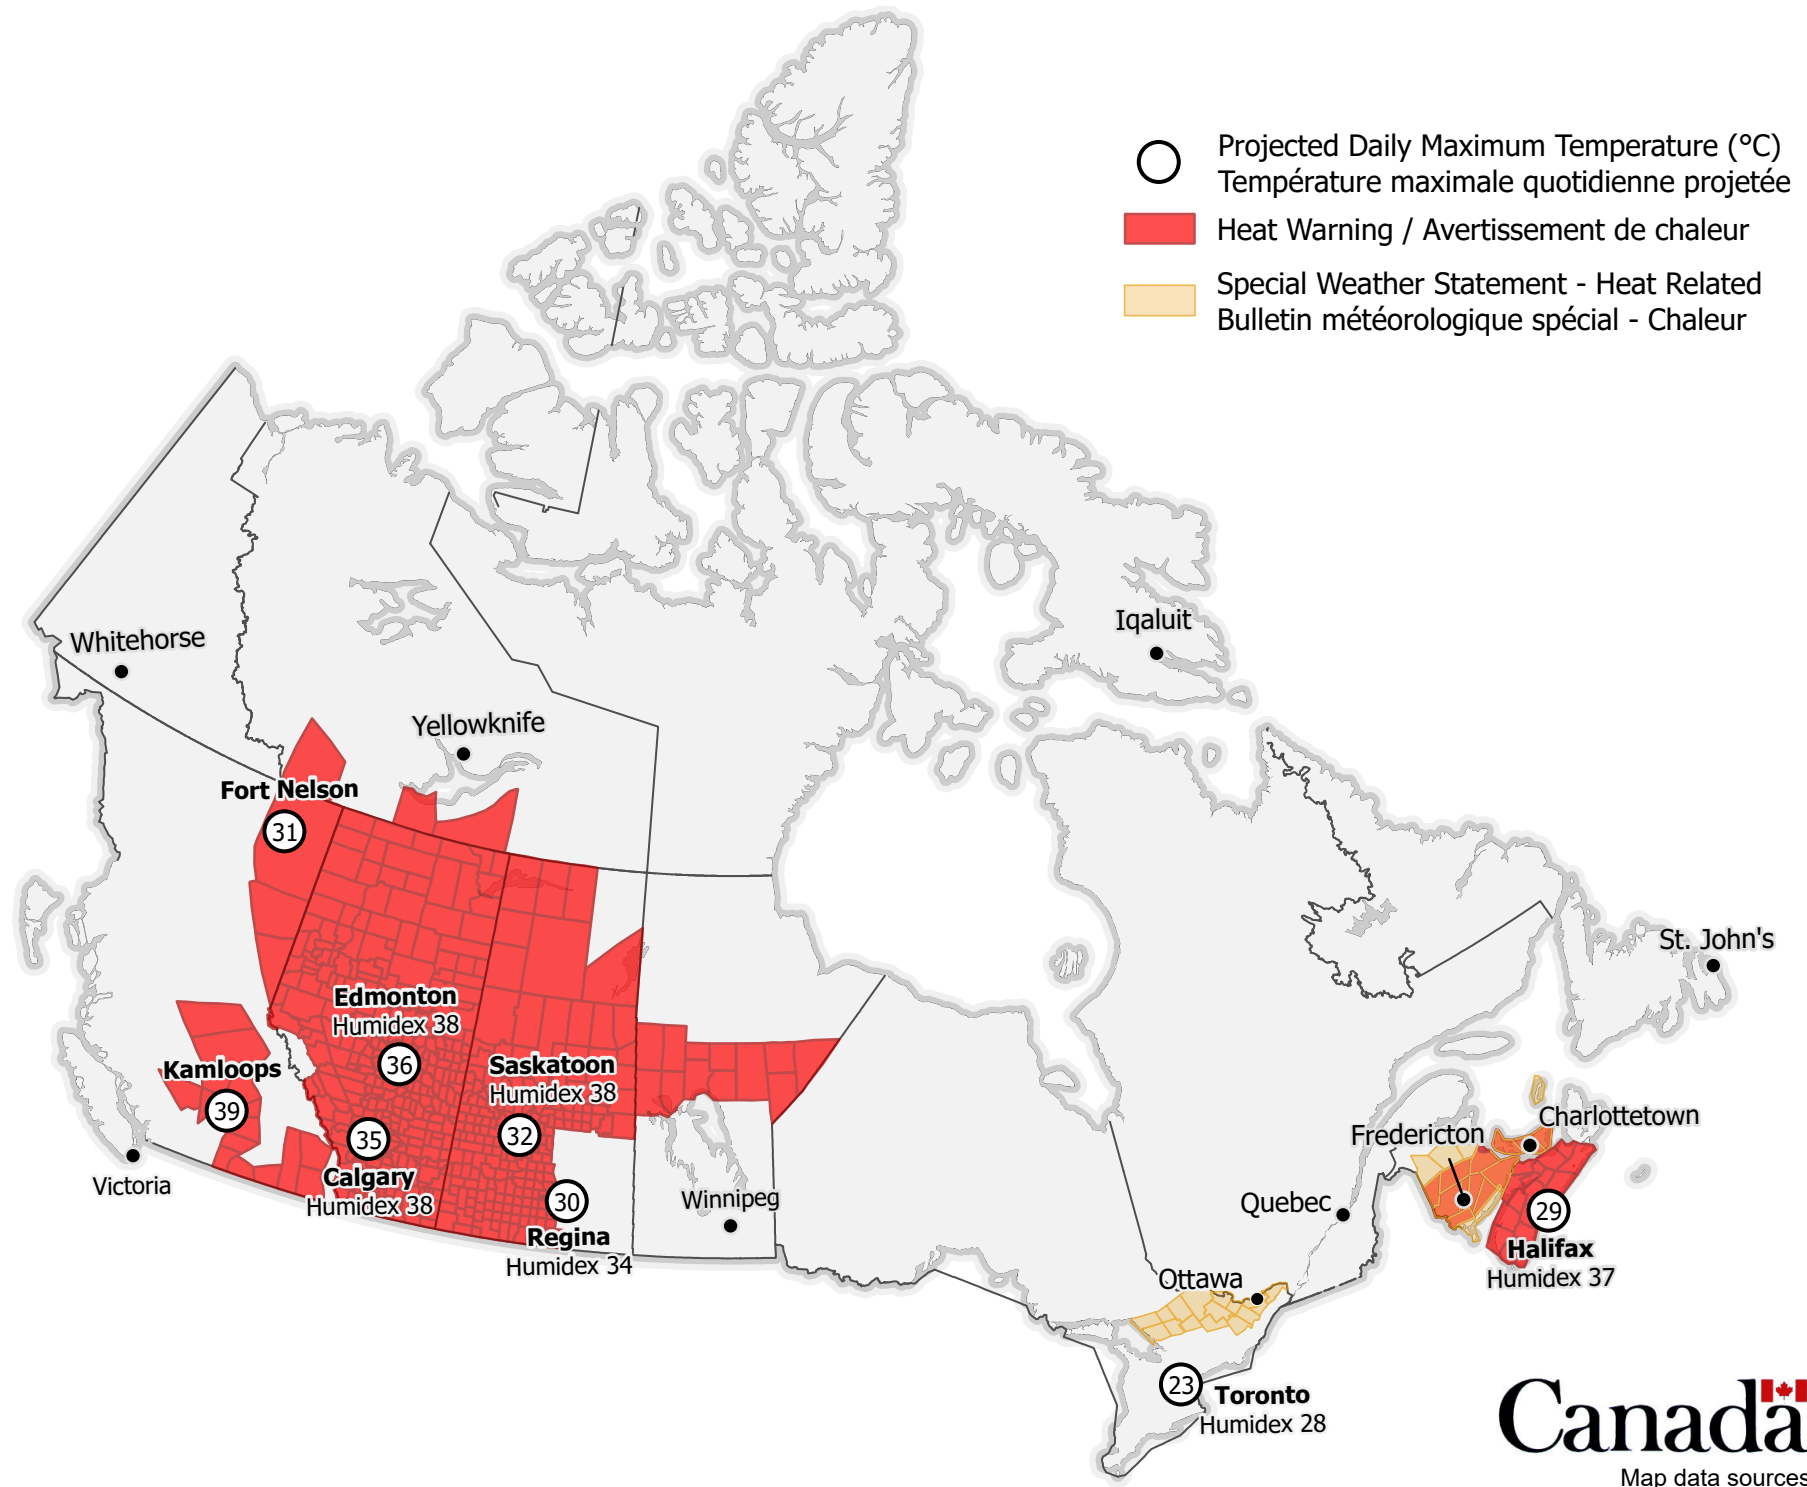 Projected Daily Maximum Temperature (°C)
Température maximale quotidienne projetée
Heat Warning / Avertissement de chaleur
Special Weather Statement - Heat Related
Bulletin météorologique spécial - Chaleur
Iqaluit
Whitehorse
Yellowknife
Fort Nelson
31
St. John's
Edmonton
Humidex 38
36
Saskatoon
Humidex 38
32
Kamloops
39
35
Calgary
Humidex 38
Victoria
30
Regina
Humidex 34
Winnipeg
Charlottetown
Fredericton
Quebec
29
Halifax
Humidex 37
Ottawa
23
Toronto
Humidex 28
Canada
Map data sources